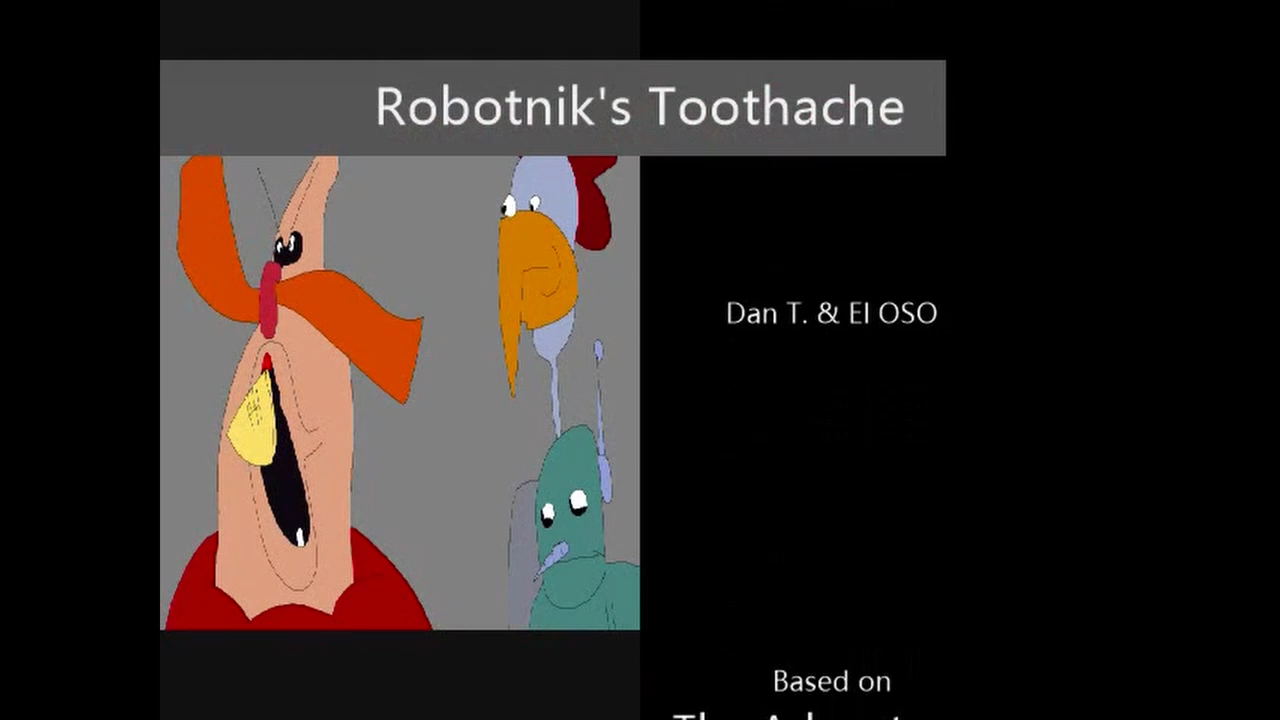 Robotnik's Toothache
Dan T. & El OSO
Based on